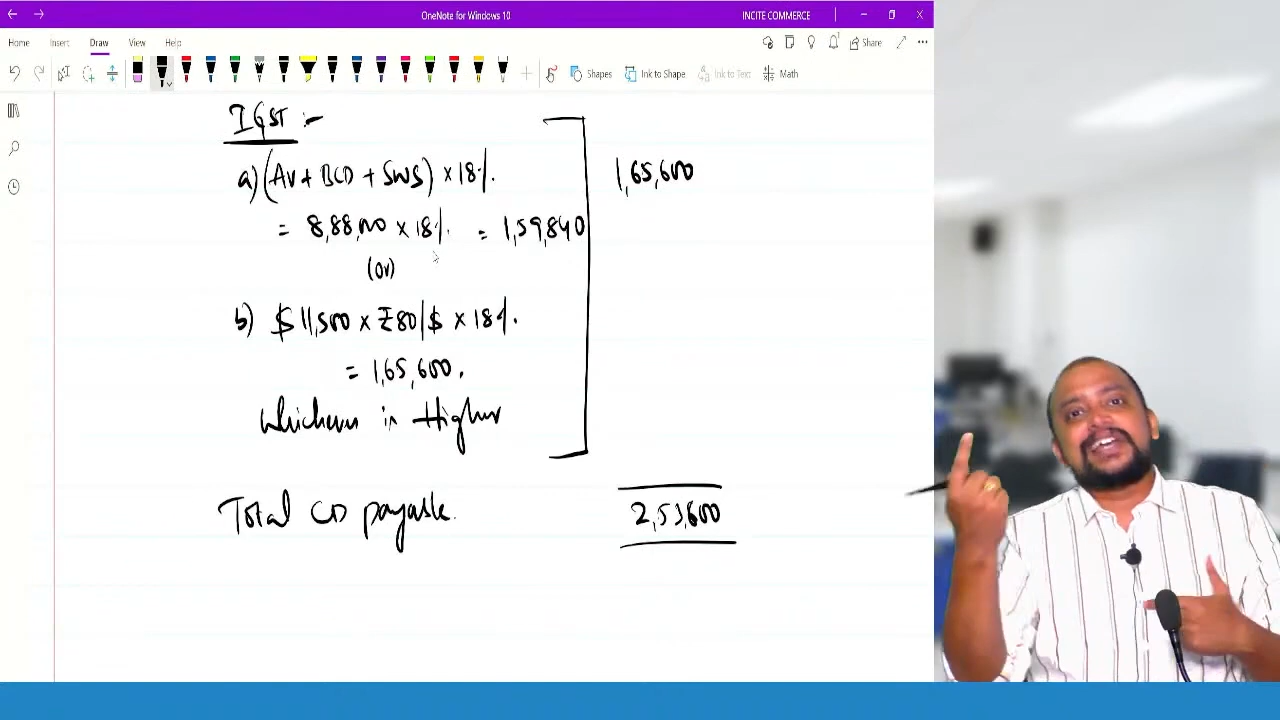 OneNote for Windows 10
INCITE COMMERCE
Home Insert Draw View Help
Share
Shapes Ink to Shape Ink to Text Math
IGST :-
a) (AV + BCD + SWS) × 18%.
1,65,600
= 8,88,000 × 18%. = 1,59,840
(or)
b) $ 11,500 × ₹80/$ × 18%.
= 1,65,600.
whichever is Higher
Total CD payable.
2,53,600